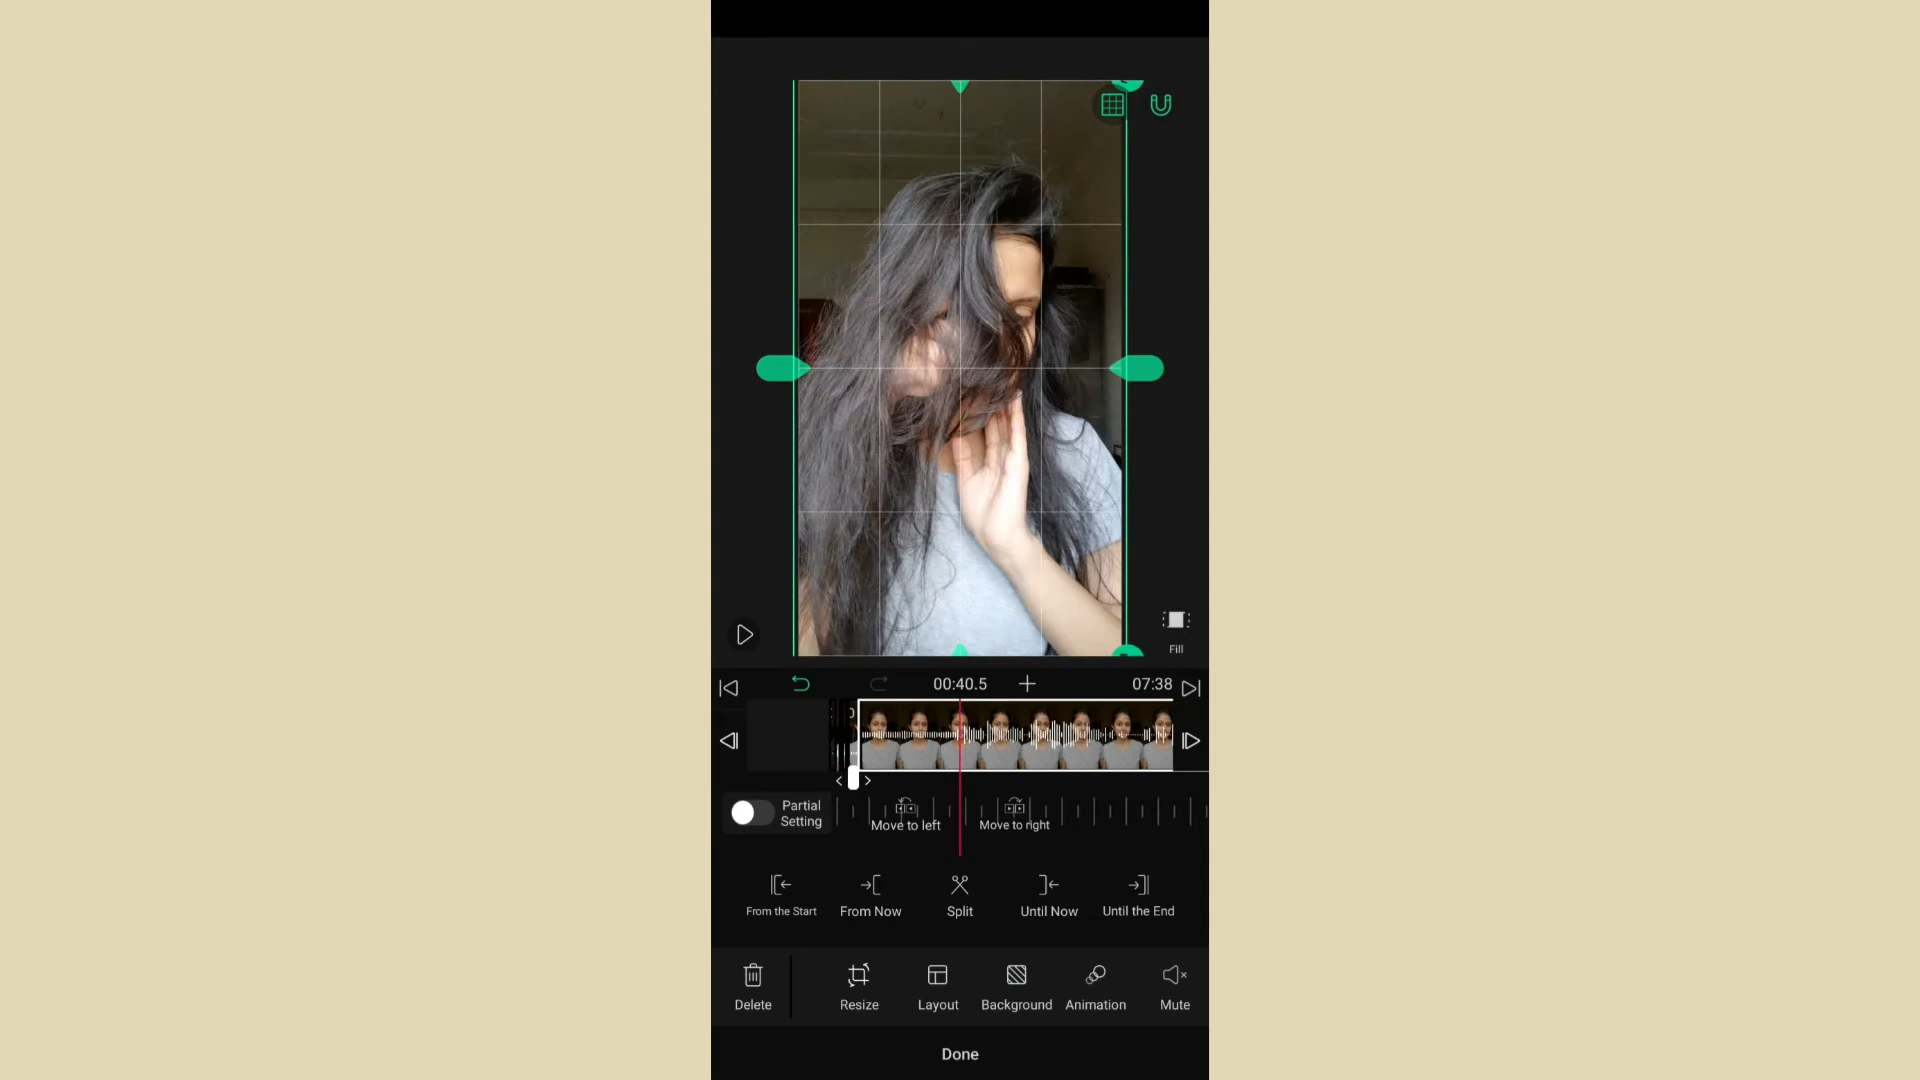 Fill
00:40.5
07:38
Partial
Setting
Move to left
Move to right
From the Start
From Now
Split
Until Now
Until the End
Delete
Resize
Layout
Background
Animation
Mute
Done